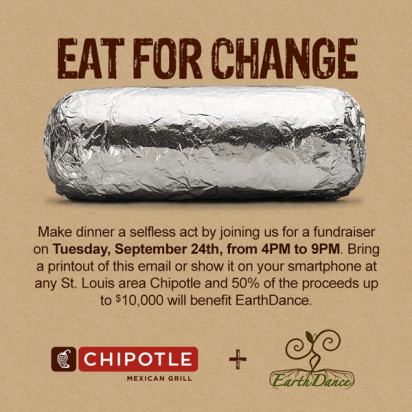 EAT FOR CHANGE
Make dinner a selfless act by joining us for a fundraiser
on Tuesday, September 24th, from 4PM to 9PM. Bring
a printout of this email or show it on your smartphone at
any St. Louis area Chipotle and 50% of the proceeds up
to $10,000 will benefit EarthDance.
CHIPOTLE
MEXICAN GRILL
+
EarthDance